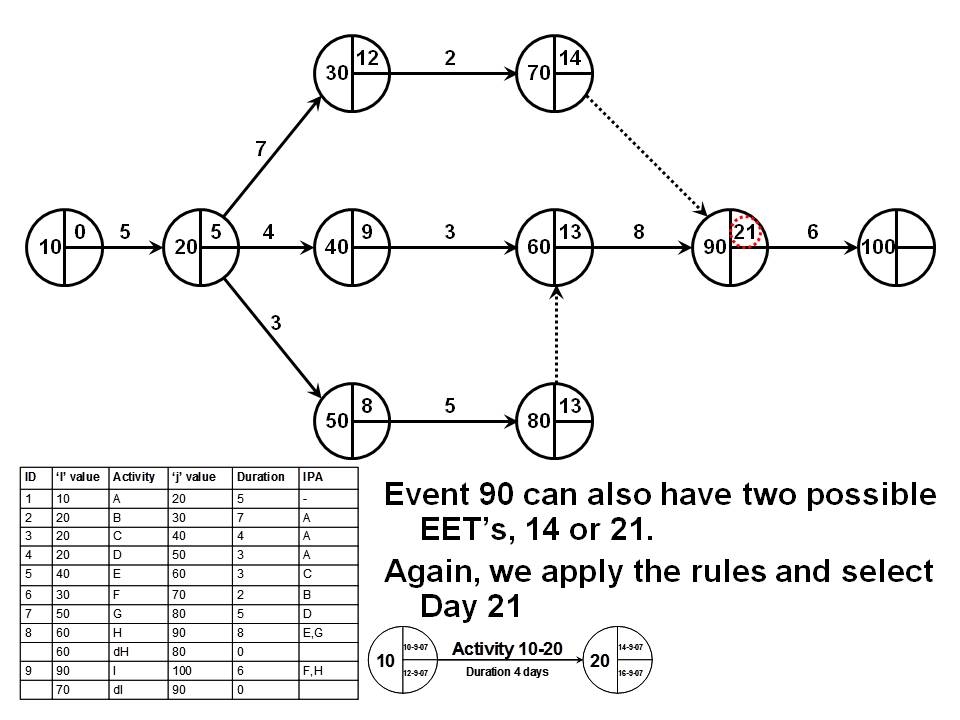 30 12 2 70 14
7
10 0 5 20 5 4 40 9 3 60 13 8 90 21 6 100
3
50 8 5 80 13
ID ‘I’ value Activity ‘j’ value Duration IPA
1 10 A 20 5 -
2 20 B 30 7 A
3 20 C 40 4 A
4 20 D 50 3 A
5 40 E 60 3 C
6 30 F 70 2 B
7 50 G 80 5 D
8 60 H 90 8 E,G
60 dH 80 0
9 90 I 100 6 F,H
70 dI 90 0
Event 90 can also have two possible
EET’s, 14 or 21.
Again, we apply the rules and select
Day 21
10 10-9-07 12-9-07
Activity 10-20
Duration 4 days
20 14-9-07 16-9-07